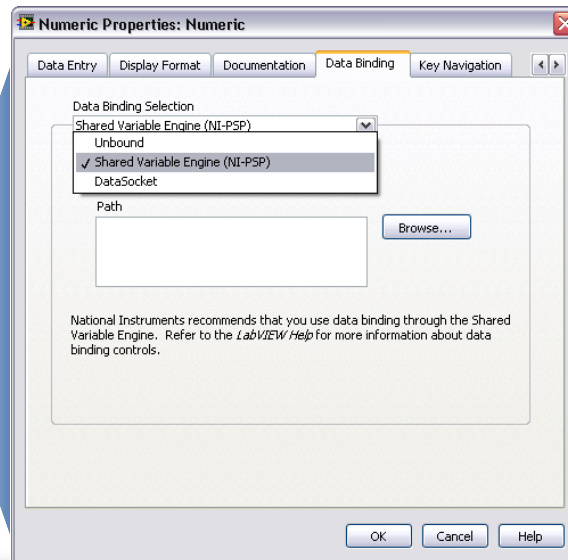 Numeric Properties: Numeric
Data Entry
Display Format
Documentation
Data Binding
Key Navigation
Data Binding Selection
Shared Variable Engine (NI-PSP)
Unbound
✓ Shared Variable Engine (NI-PSP)
DataSocket
Path
Browse...
National Instruments recommends that you use data binding through the Shared
Variable Engine. Refer to the LabVIEW Help for more information about data
binding controls.
OK
Cancel
Help